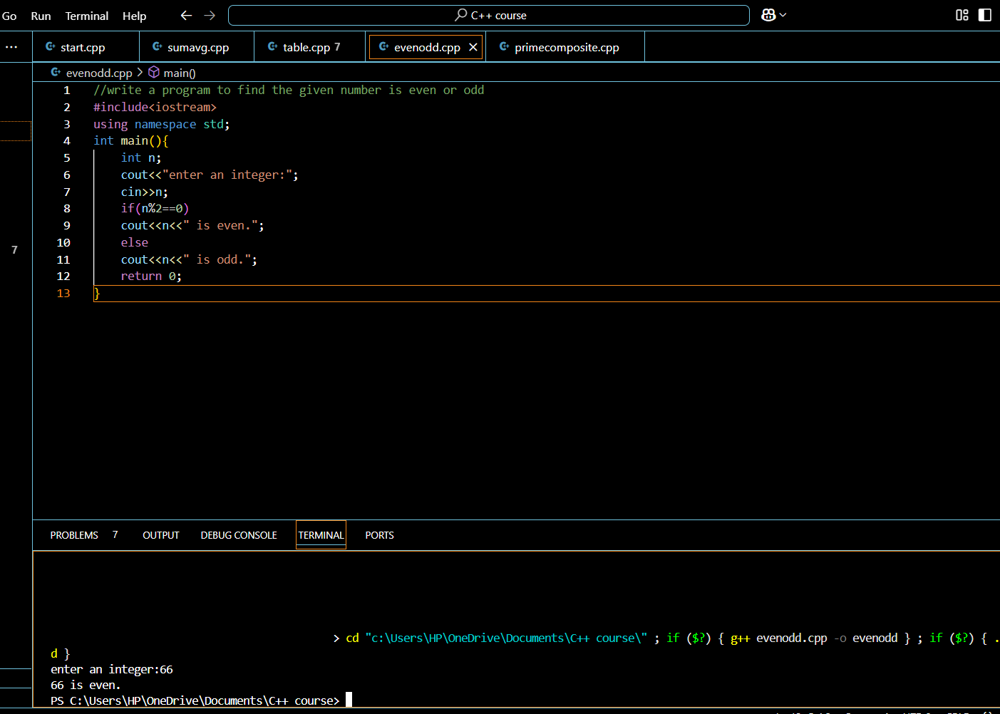 Go Run Terminal Help C++ course
start.cpp sumavg.cpp table.cpp 7 evenodd.cpp primecomposite.cpp
evenodd.cpp > main()
1 //write a program to find the given number is even or odd
2 #include<iostream>
3 using namespace std;
4 int main(){
5 int n;
6 cout<<"enter an integer:";
7 cin>>n;
8 if(n%2==0)
9 cout<<n<<" is even.";
7
10 else
11 cout<<n<<" is odd.";
12 return 0;
13 }
PROBLEMS 7 OUTPUT DEBUG CONSOLE TERMINAL PORTS
> cd "c:\Users\HP\OneDrive\Documents\C++ course\" ; if ($?) { g++ evenodd.cpp -o evenodd } ; if ($?) { .
d }
enter an integer:66
66 is even.
PS C:\Users\HP\OneDrive\Documents\C++ course>